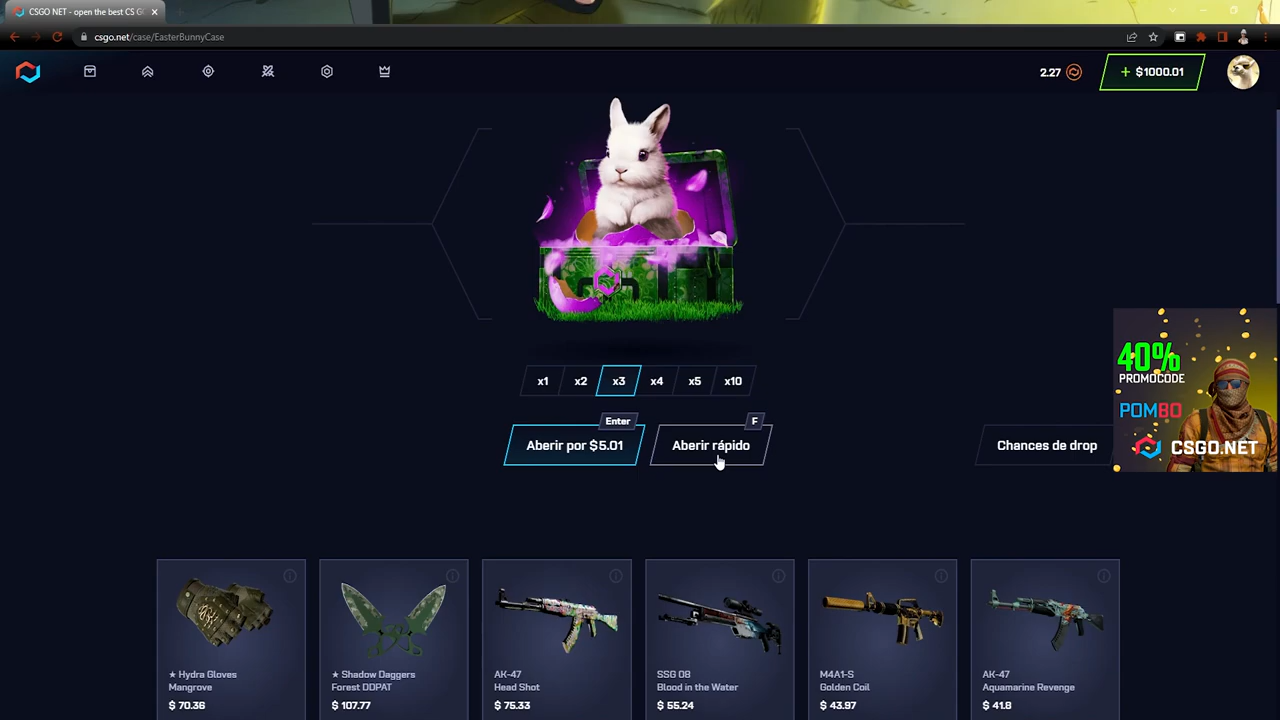 CSGO NET - open the best CS G
csgo.net/case/EasterBunnyCase
2.27
+ $1000.01
x1 x2 x3 x4 x5 x10
Enter
F
Aberir por $5.01
Aberir rápido
Chances de drop
40%
PROMOCODE
POMBO
CSGO.NET
★ Hydra Gloves
Mangrove
$ 70.36
★ Shadow Daggers
Forest DDPAT
$ 107.77
AK-47
Head Shot
$ 75.33
SSG 08
Blood in the Water
$ 55.24
M4A1-S
Golden Coil
$ 43.97
AK-47
Aquamarine Revenge
$ 41.8